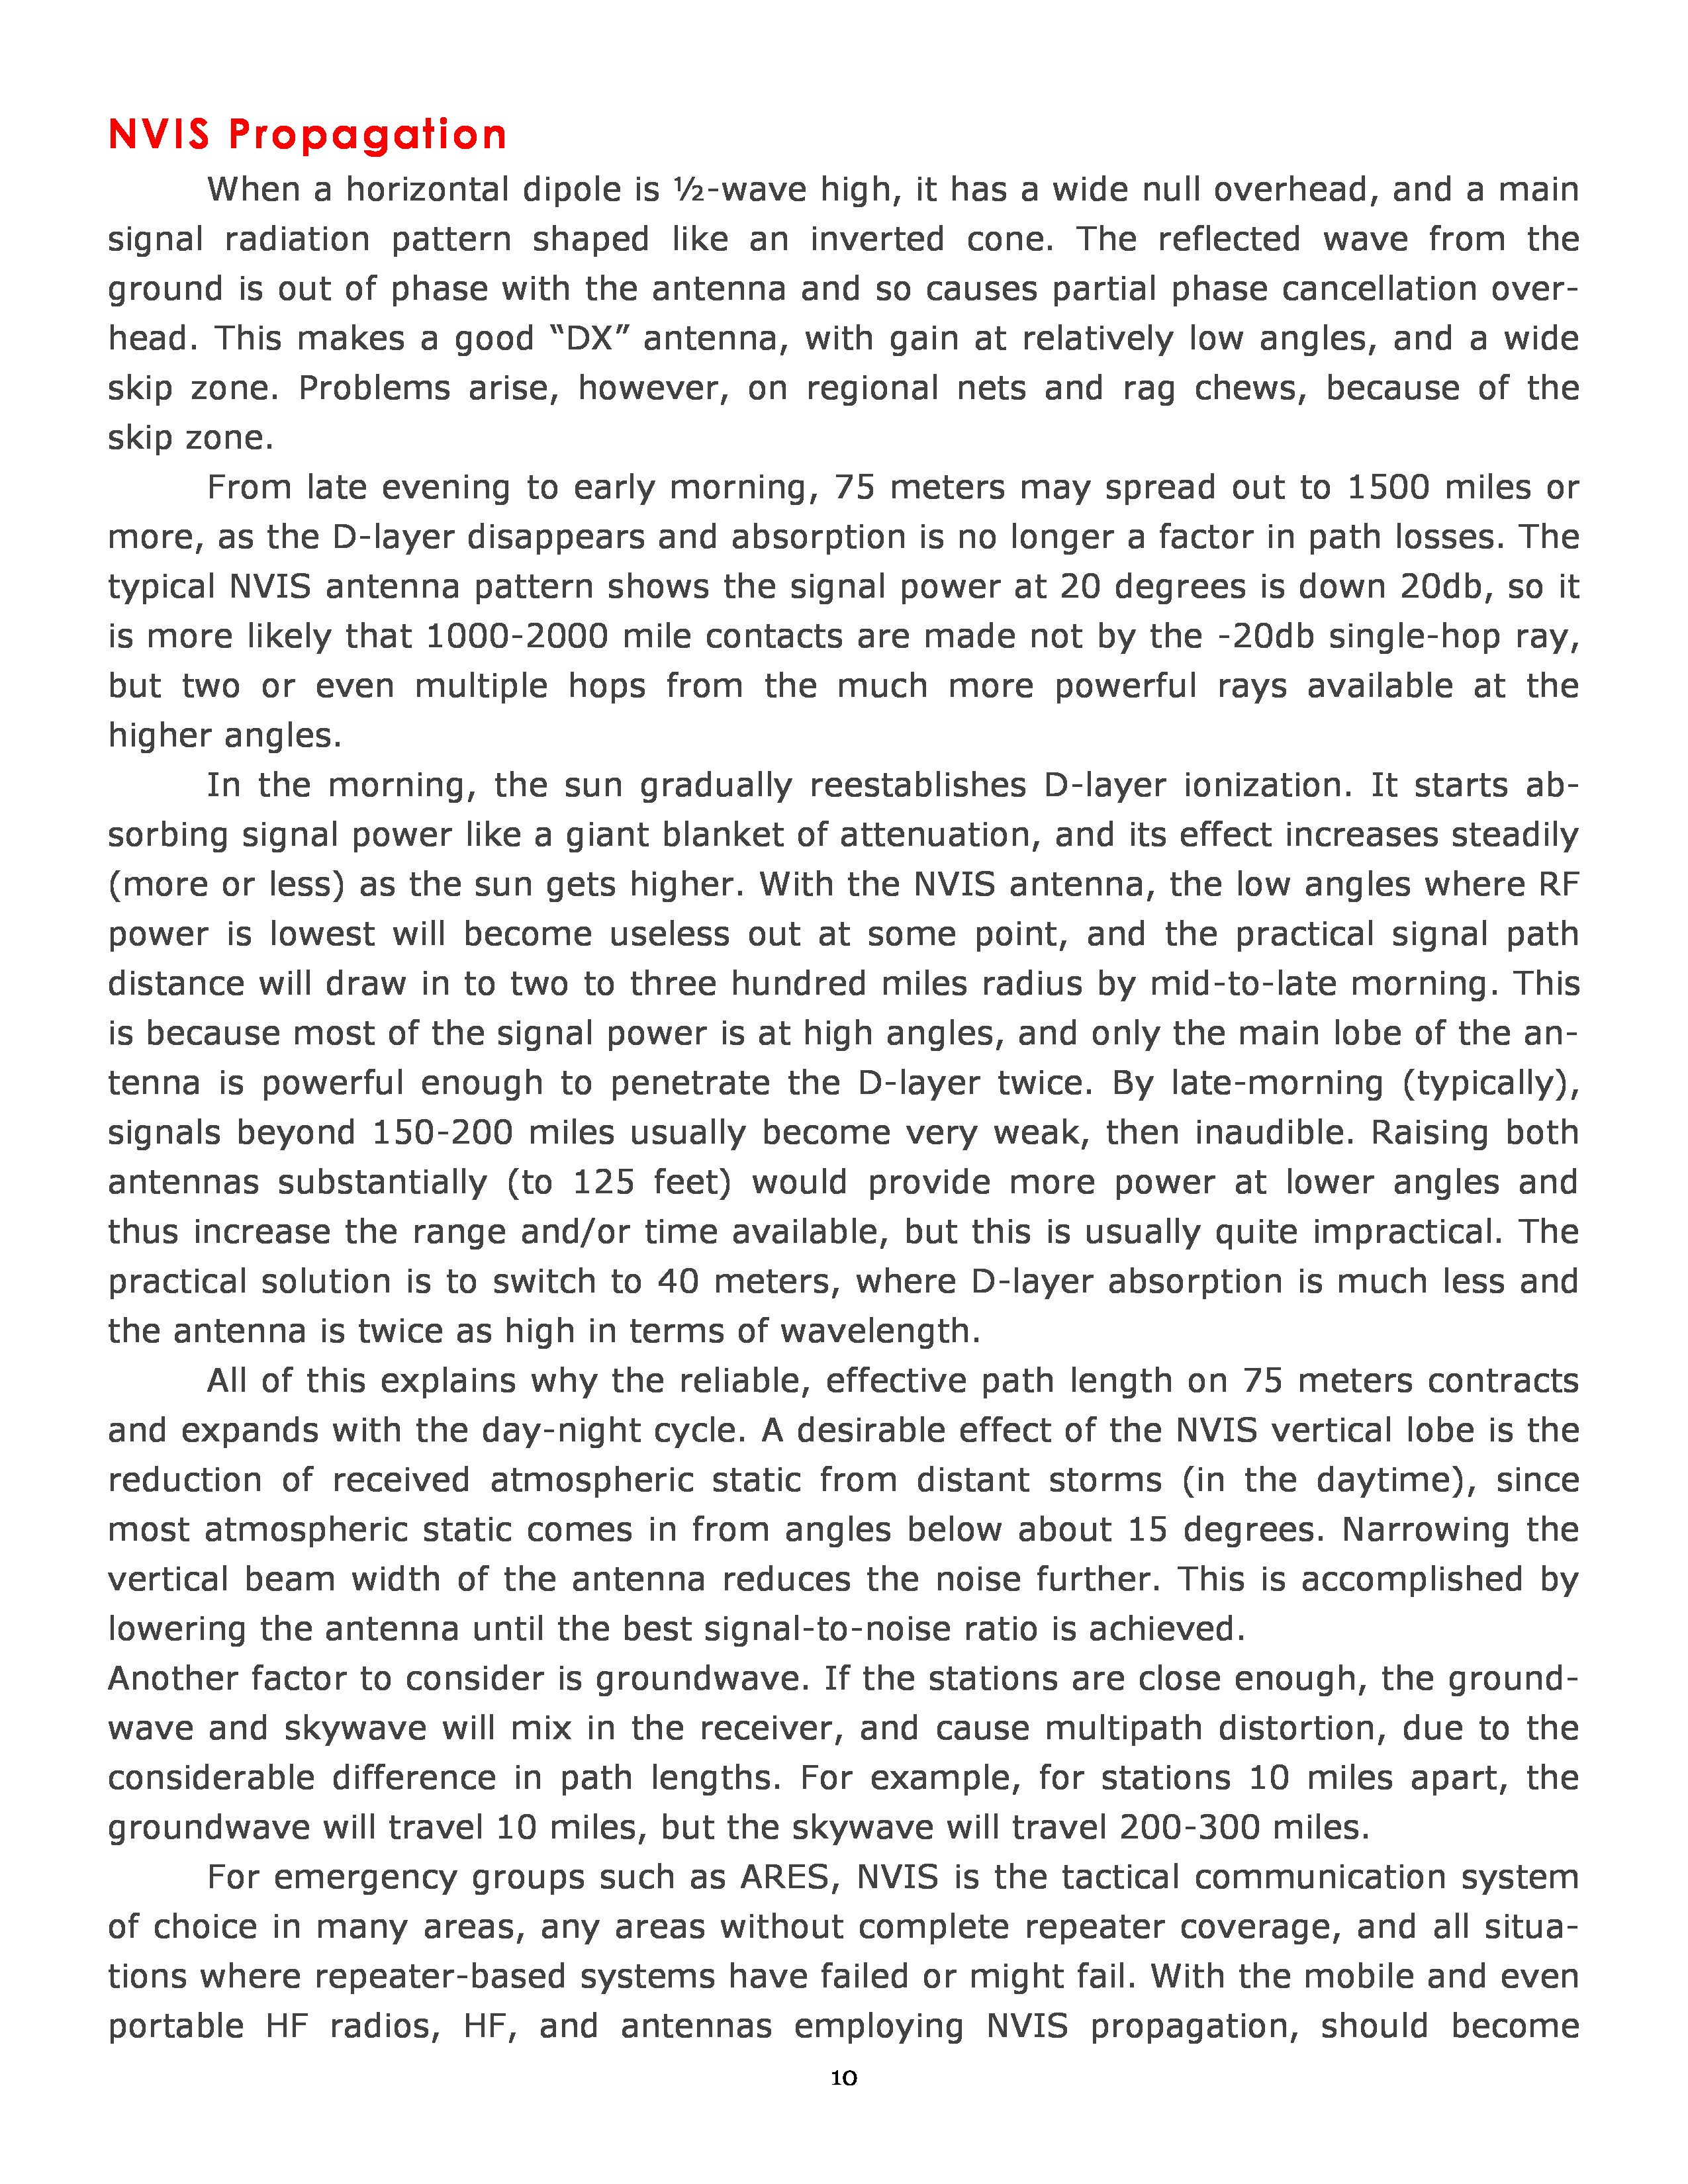 NVIS Propagation
When a horizontal dipole is ½-wave high, it has a wide null overhead, and a main
signal radiation pattern shaped like an inverted cone. The reflected wave from the
ground is out of phase with the antenna and so causes partial phase cancellation over-
head. This makes a good “DX” antenna, with gain at relatively low angles, and a wide
skip zone. Problems arise, however, on regional nets and rag chews, because of the
skip zone.
From late evening to early morning, 75 meters may spread out to 1500 miles or
more, as the D-layer disappears and absorption is no longer a factor in path losses. The
typical NVIS antenna pattern shows the signal power at 20 degrees is down 20db, so it
is more likely that 1000-2000 mile contacts are made not by the -20db single-hop ray,
but two or even multiple hops from the much more powerful rays available at the
higher angles.
In the morning, the sun gradually reestablishes D-layer ionization. It starts ab-
sorbing signal power like a giant blanket of attenuation, and its effect increases steadily
(more or less) as the sun gets higher. With the NVIS antenna, the low angles where RF
power is lowest will become useless out at some point, and the practical signal path
distance will draw in to two to three hundred miles radius by mid-to-late morning. This
is because most of the signal power is at high angles, and only the main lobe of the an-
tenna is powerful enough to penetrate the D-layer twice. By late-morning (typically),
signals beyond 150-200 miles usually become very weak, then inaudible. Raising both
antennas substantially (to 125 feet) would provide more power at lower angles and
thus increase the range and/or time available, but this is usually quite impractical. The
practical solution is to switch to 40 meters, where D-layer absorption is much less and
the antenna is twice as high in terms of wavelength.
All of this explains why the reliable, effective path length on 75 meters contracts
and expands with the day-night cycle. A desirable effect of the NVIS vertical lobe is the
reduction of received atmospheric static from distant storms (in the daytime), since
most atmospheric static comes in from angles below about 15 degrees. Narrowing the
vertical beam width of the antenna reduces the noise further. This is accomplished by
lowering the antenna until the best signal-to-noise ratio is achieved.
Another factor to consider is groundwave. If the stations are close enough, the ground-
wave and skywave will mix in the receiver, and cause multipath distortion, due to the
considerable difference in path lengths. For example, for stations 10 miles apart, the
groundwave will travel 10 miles, but the skywave will travel 200-300 miles.
For emergency groups such as ARES, NVIS is the tactical communication system
of choice in many areas, any areas without complete repeater coverage, and all situa-
tions where repeater-based systems have failed or might fail. With the mobile and even
portable HF radios, HF, and antennas employing NVIS propagation, should become
10